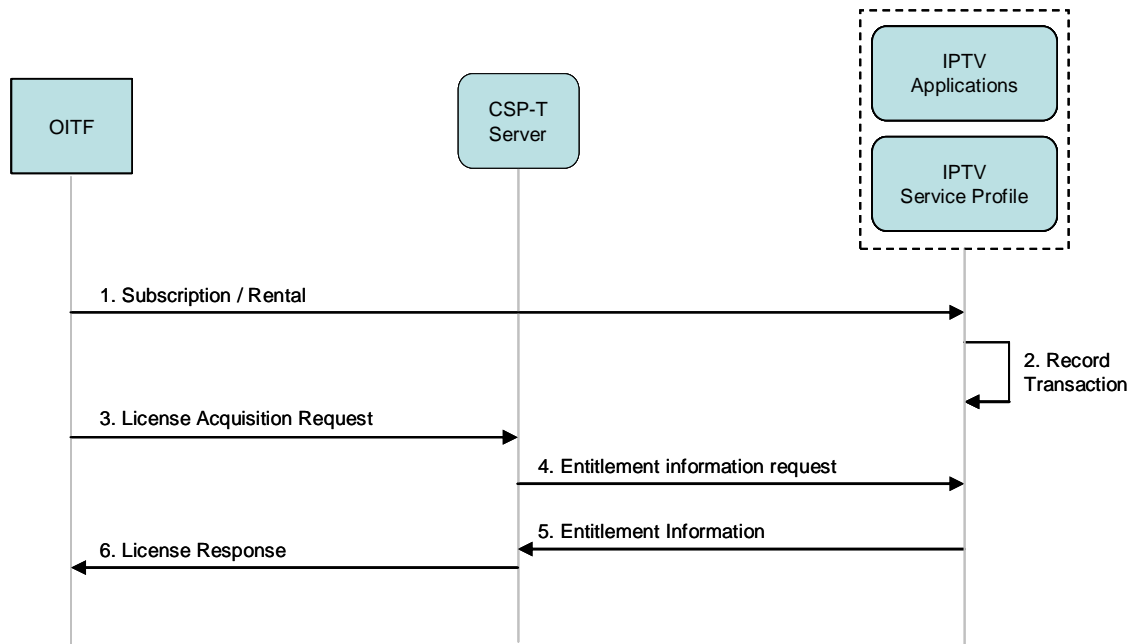 OITF
CSP-T
Server
IPTV
Applications
IPTV
Service Profile
1. Subscription / Rental
2. Record
Transaction
3. License Acquisition Request
4. Entitlement information request
5. Entitlement Information
6. License Response